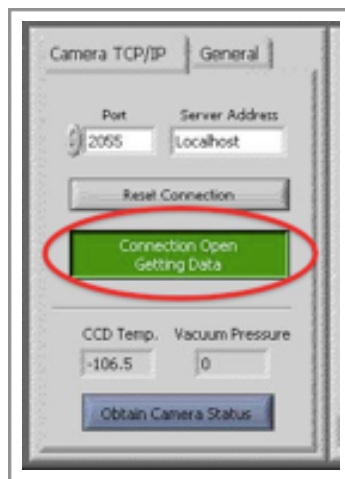 Camera TCP/IP General
Port Server Address
2055 Localhost
Reset Connection
Connection Open
Getting Data
CCD Temp. Vacuum Pressure
-106.5 0
Obtain Camera Status